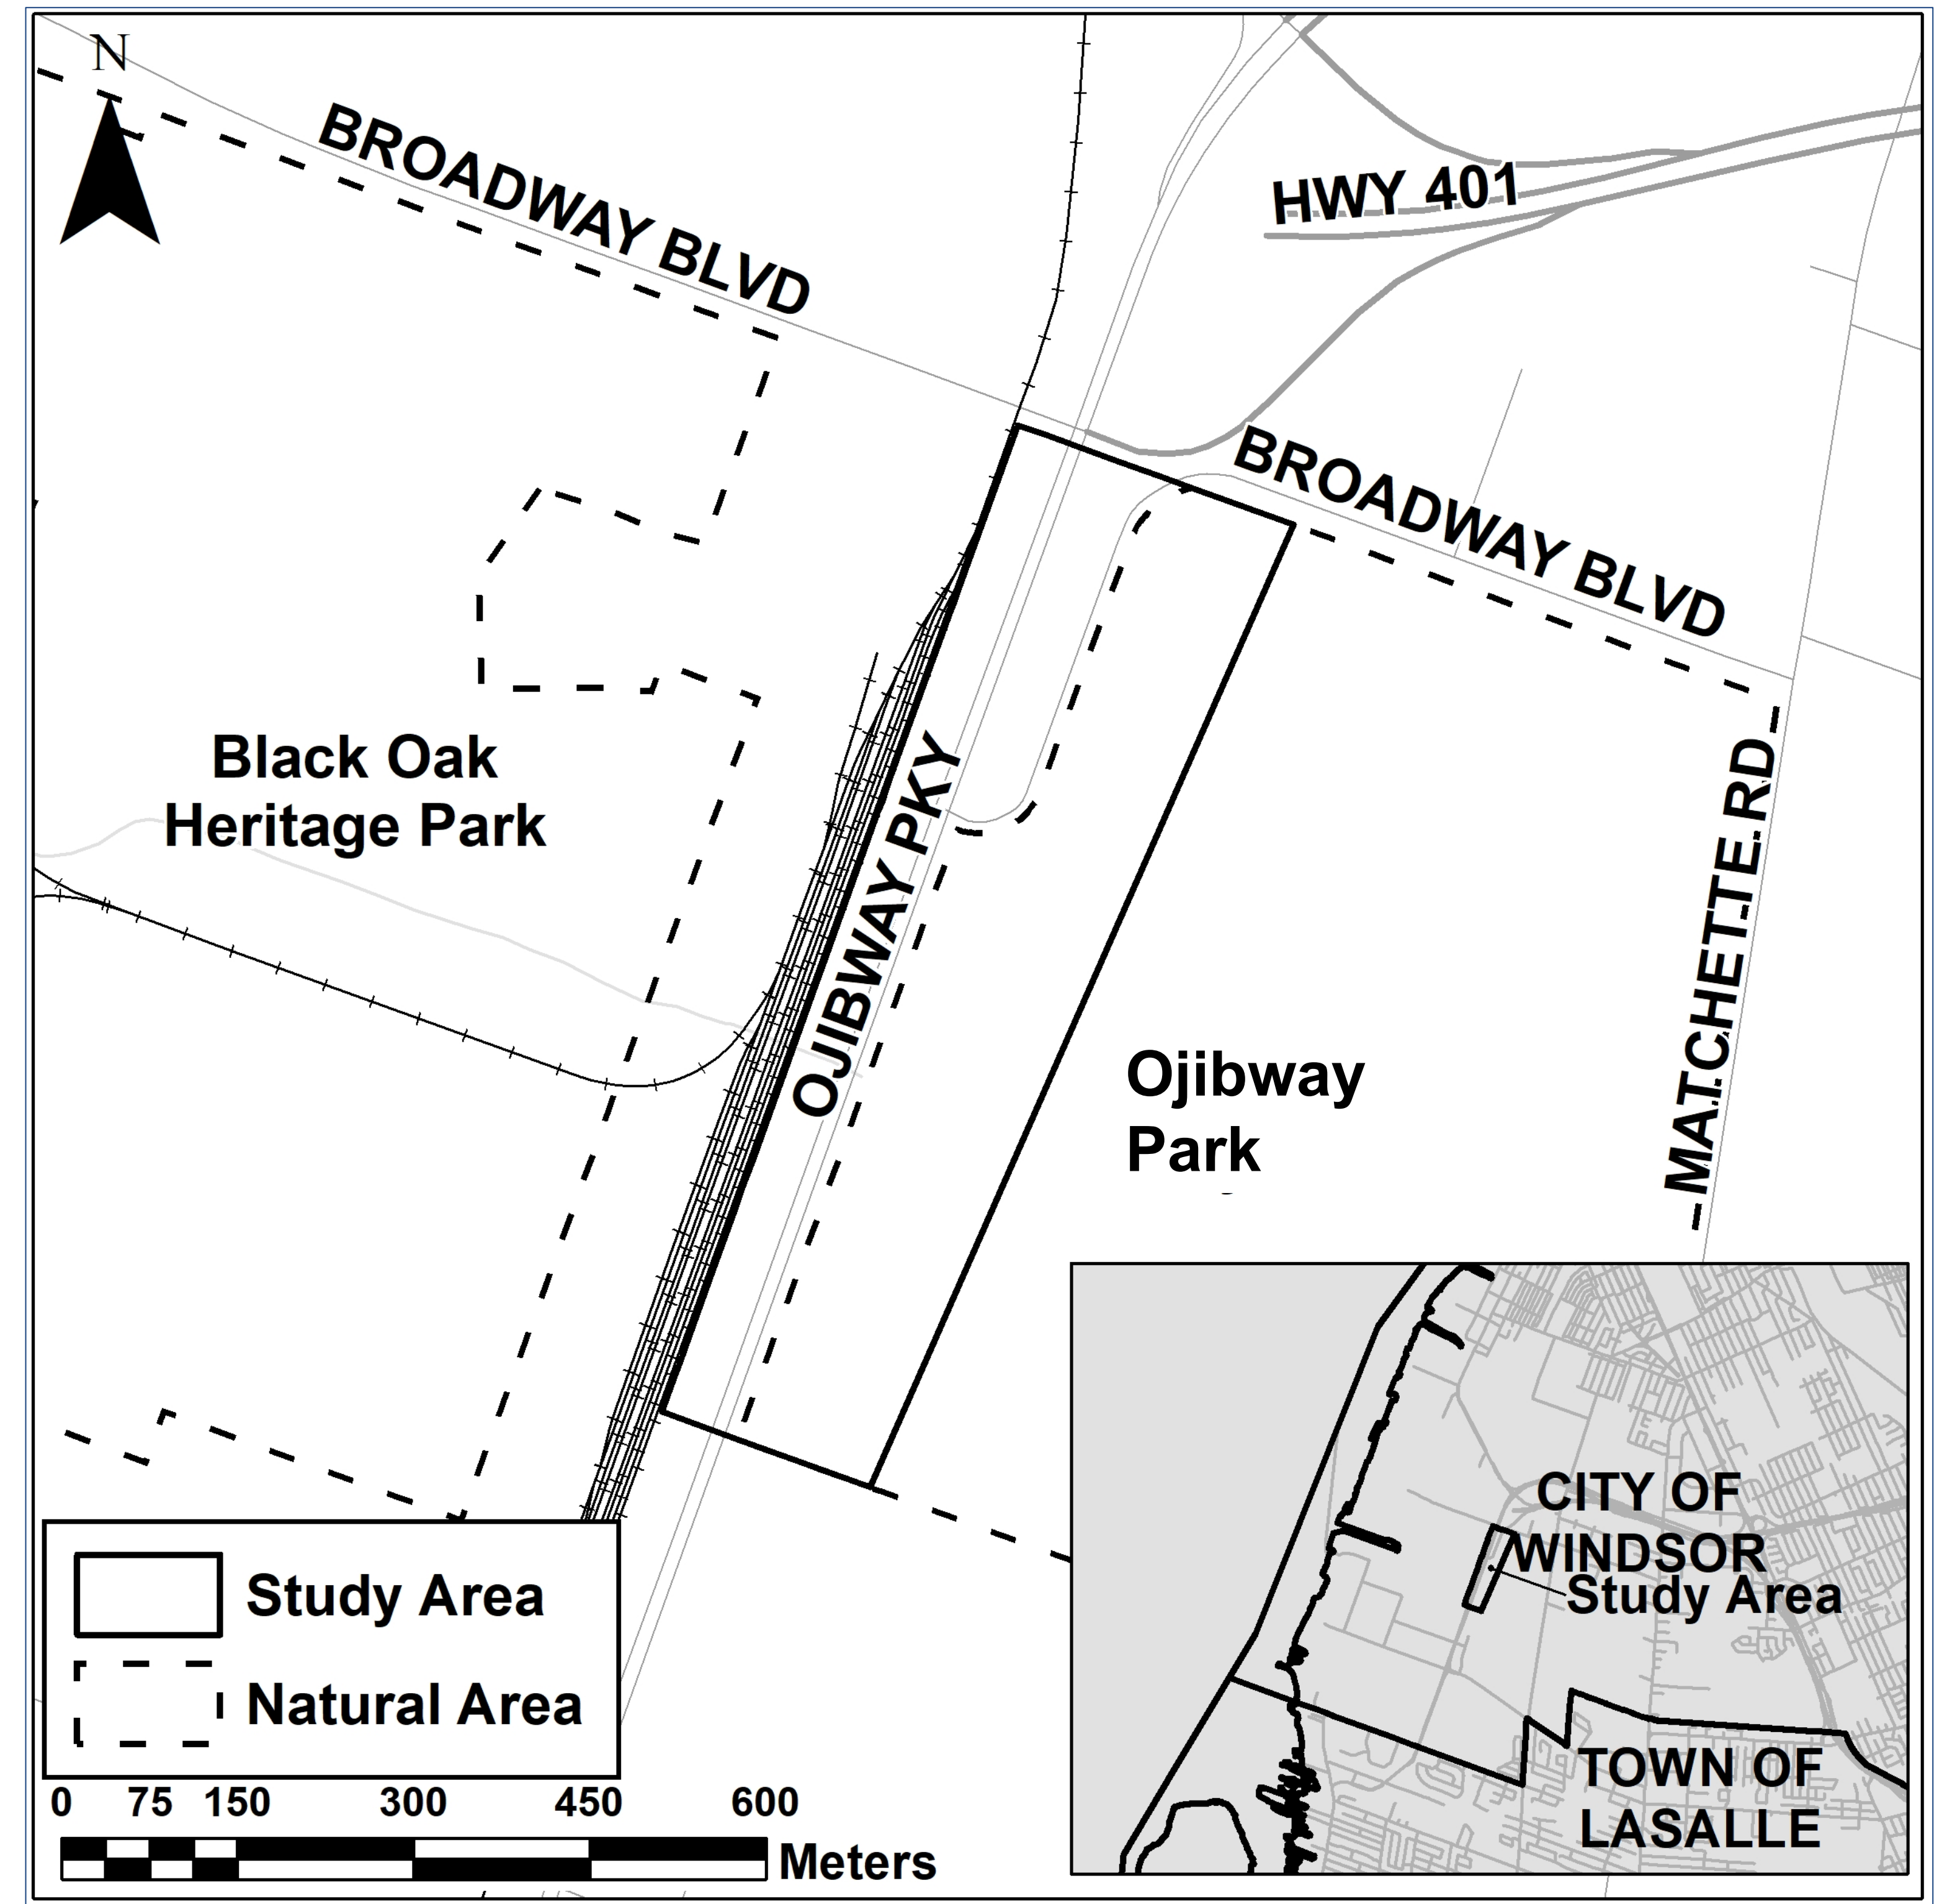 N
BROADWAY BLVD
HWY 401
BROADWAY BLVD
Black Oak
Heritage Park
OJIBWAY PKY
MATCHETTE RD
Ojibway
Park
CITY OF
WINDSOR
Study Area
TOWN OF
LASALLE
Study Area
Natural Area
0 75 150 300 450 600
Meters